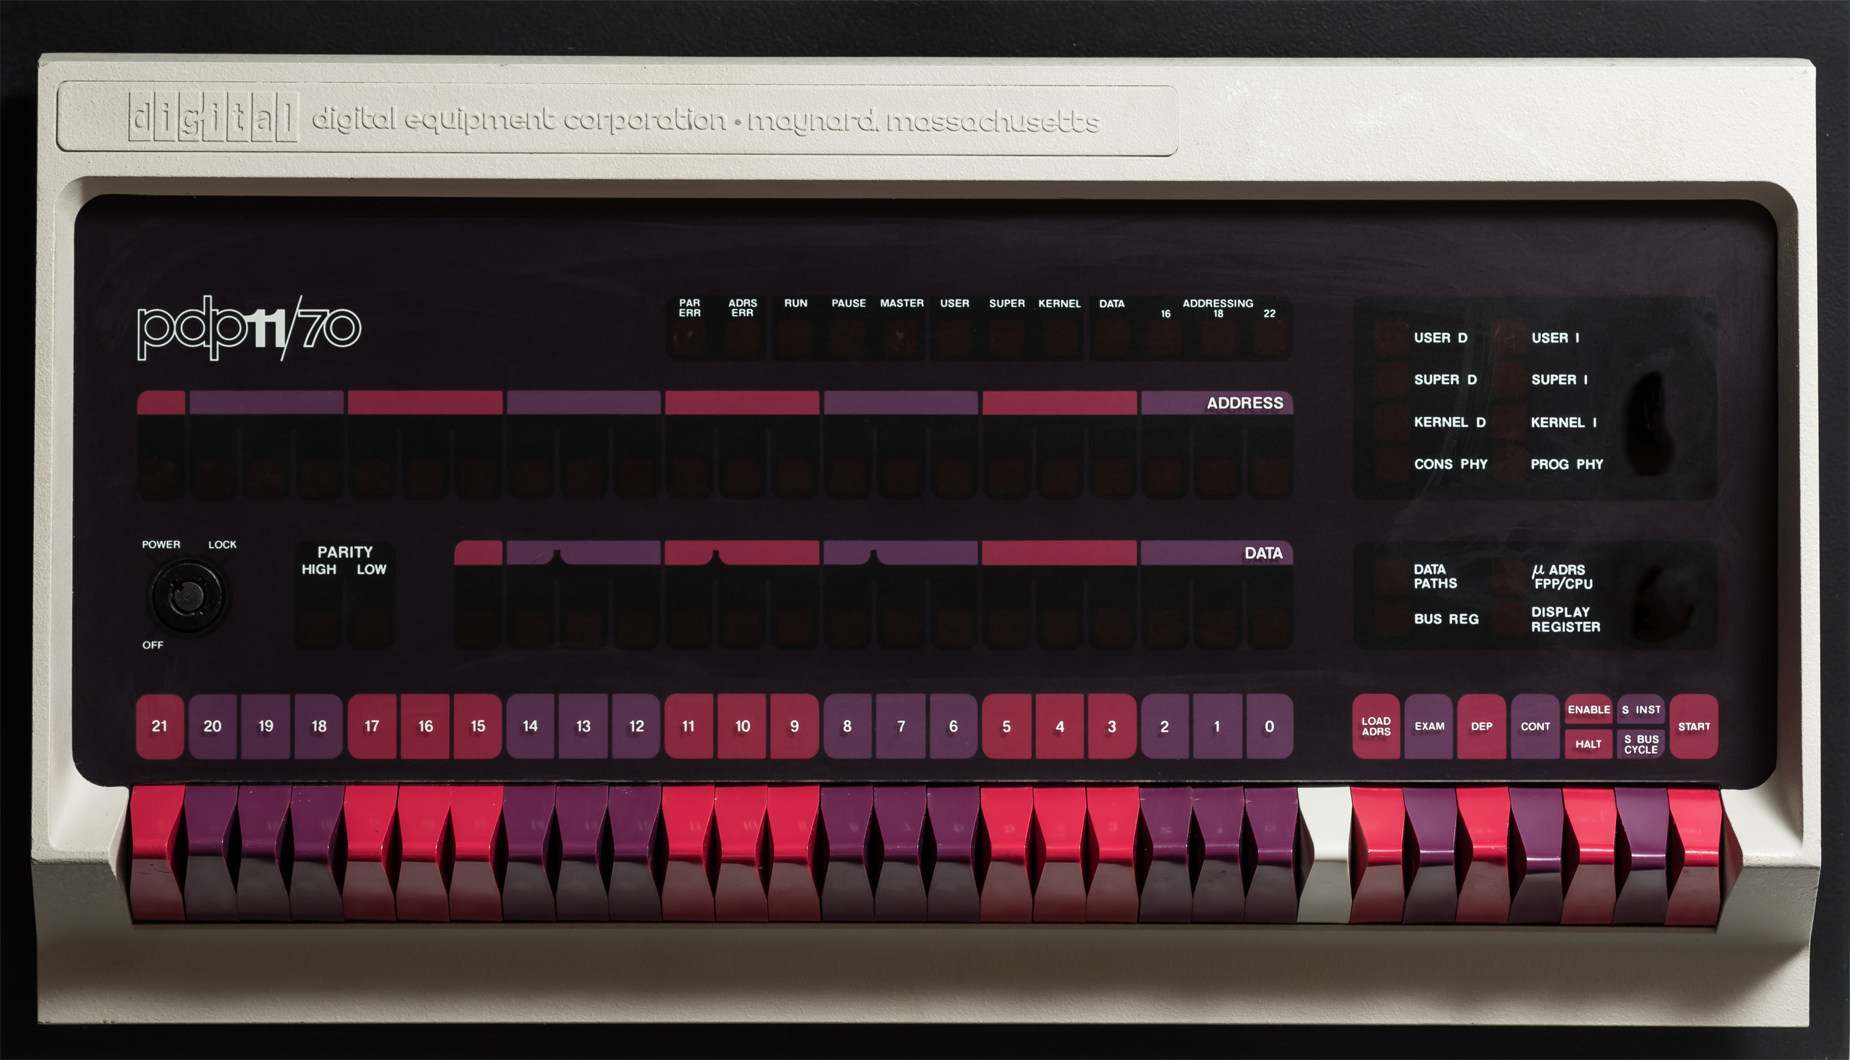 digital digital equipment corporation • maynard, massachusetts
pdp11/70
PAR ERR
ADRS ERR
RUN
PAUSE
MASTER
USER
SUPER
KERNEL
DATA
ADDRESSING
16 18 22
ADDRESS
USER D USER I
SUPER D SUPER I
KERNEL D KERNEL I
CONS PHY PROG PHY
POWER LOCK
OFF
PARITY
HIGH LOW
DATA
DATA PATHS
μ ADRS FPP/CPU
BUS REG
DISPLAY REGISTER
21 20 19 18 17 16 15 14 13 12 11 10 9 8 7 6 5 4 3 2 1 0
LOAD ADRS
EXAM
DEP
CONT
ENABLE
HALT
S INST
S BUS CYCLE
START